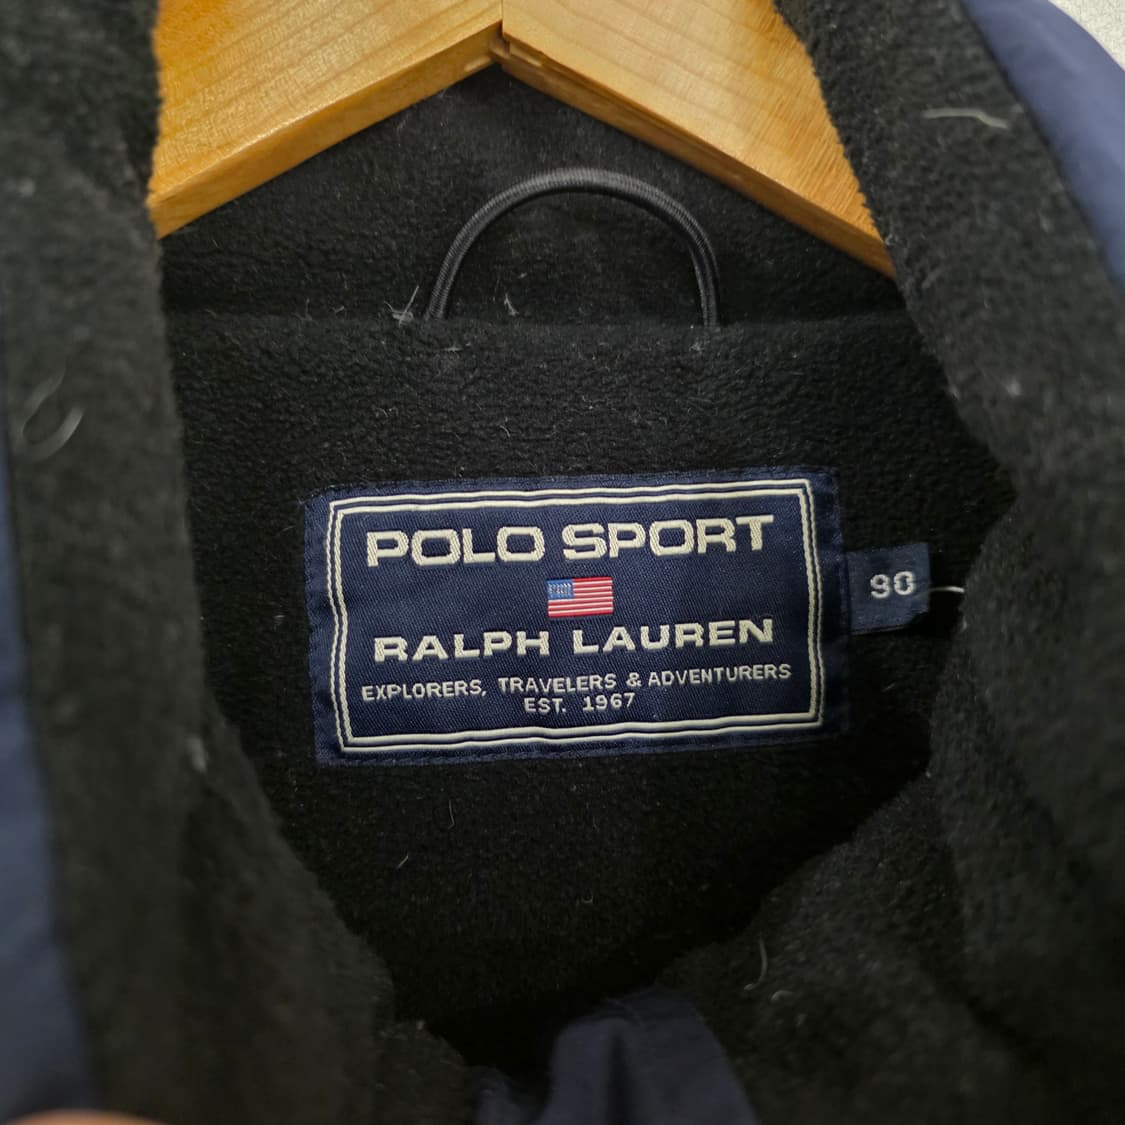 POLO SPORT
RALPH LAUREN
EXPLORERS, TRAVELERS & ADVENTURERS
EST. 1967
90